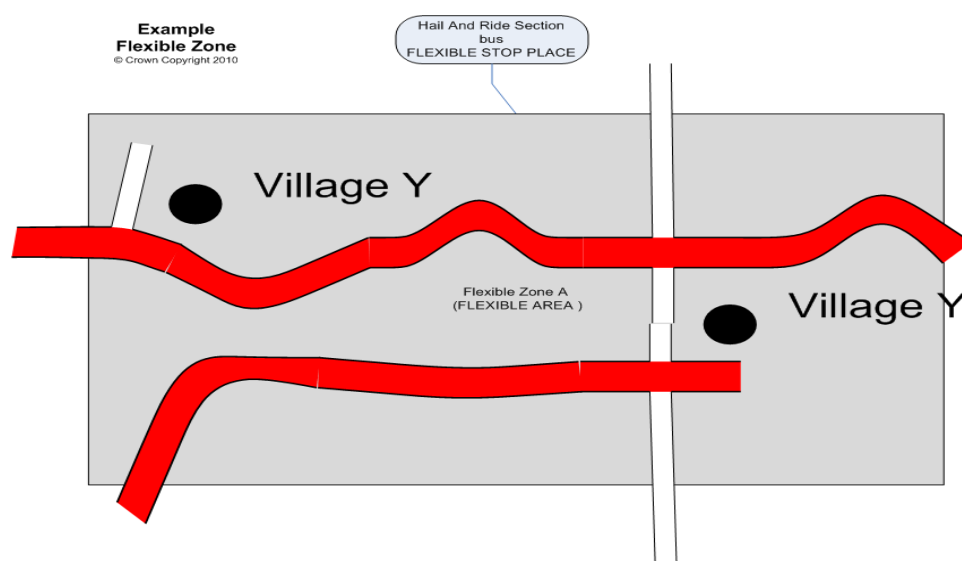 Example
Flexible Zone
© Crown Copyright 2010
Hail And Ride Section
bus
FLEXIBLE STOP PLACE
Village Y
Flexible Zone A
(FLEXIBLE AREA )
Village Y